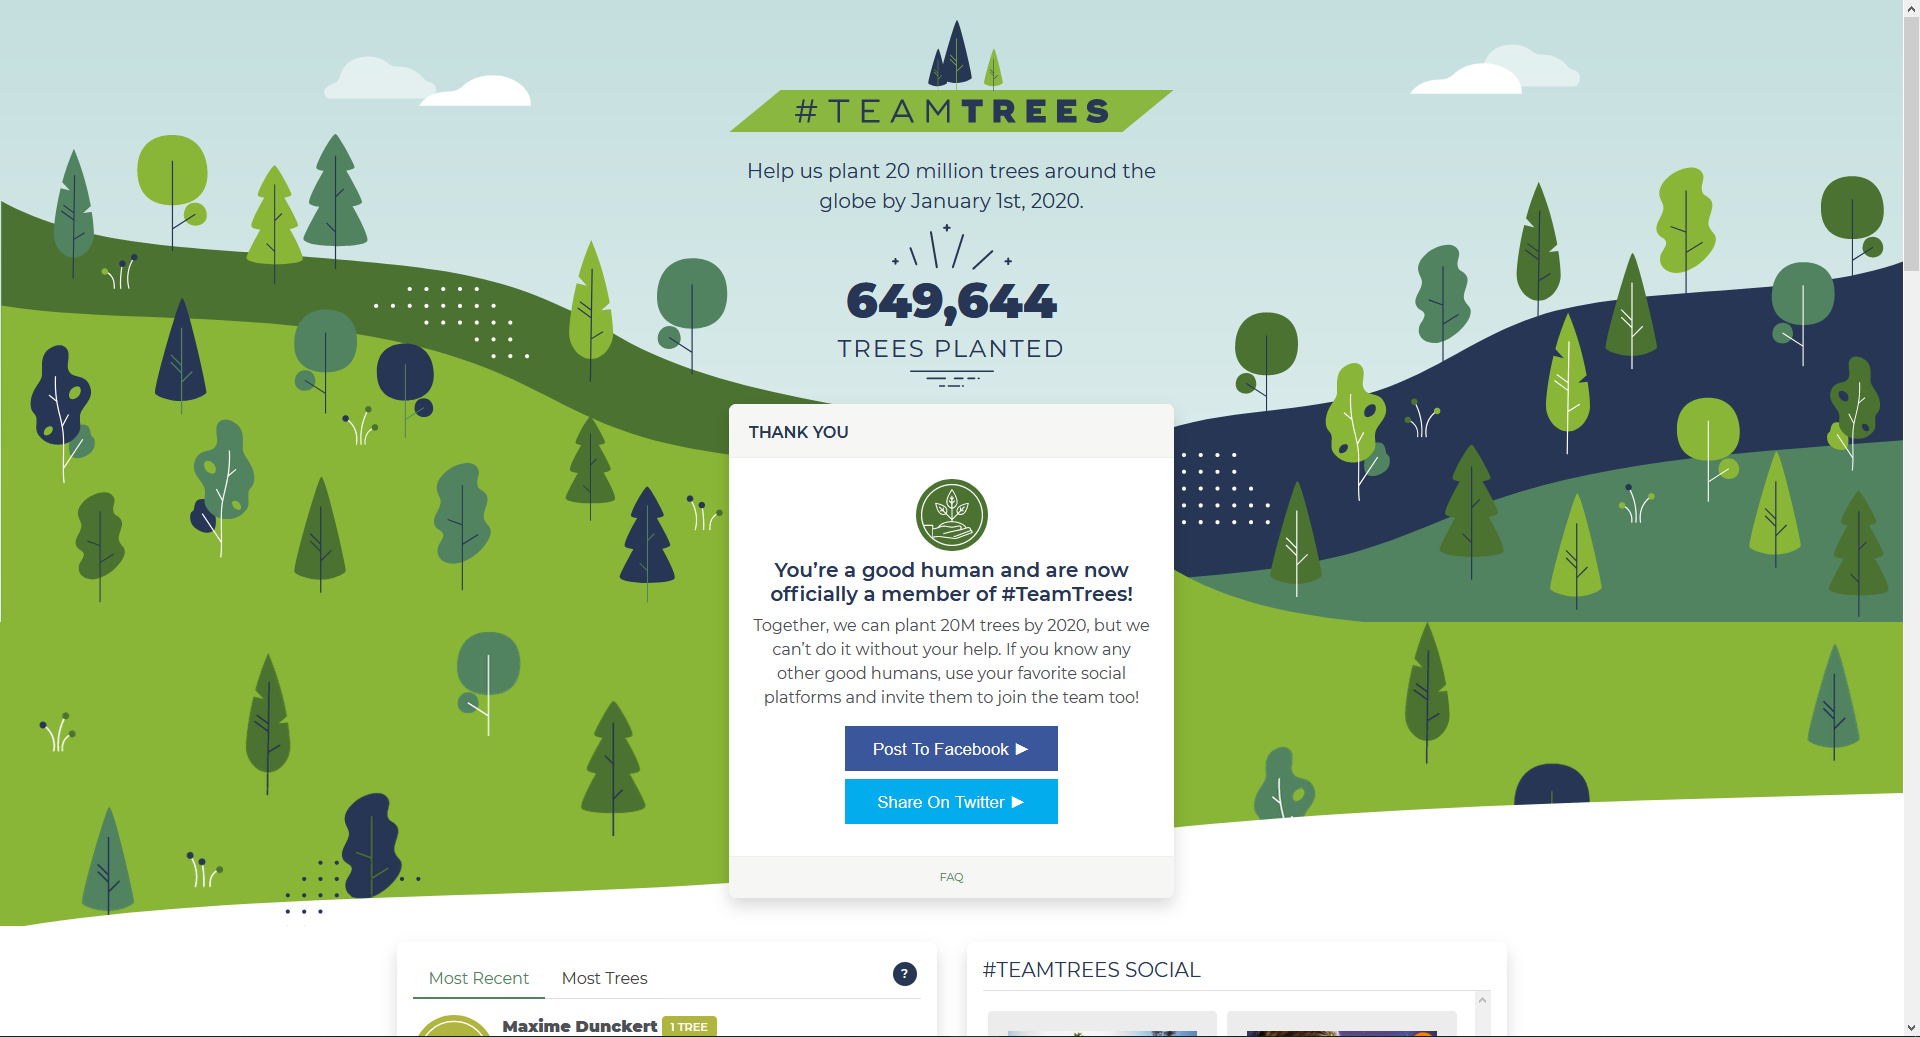 #TEAMTREES
Help us plant 20 million trees around the
globe by January 1st, 2020.
649,644
TREES PLANTED
THANK YOU
You’re a good human and are now
officially a member of #TeamTrees!
Together, we can plant 20M trees by 2020, but we
can’t do it without your help. If you know any
other good humans, use your favorite social
platforms and invite them to join the team too!
Post To Facebook ►
Share On Twitter ►
FAQ
Most Recent Most Trees ?
Maxime Dunckert 1 TREE
#TEAMTREES SOCIAL